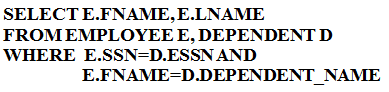 SELECT E.FNAME, E.LNAME
FROM EMPLOYEE E, DEPENDENT D
WHERE E.SSN=D.ESSN AND
E.FNAME=D.DEPENDENT_NAME